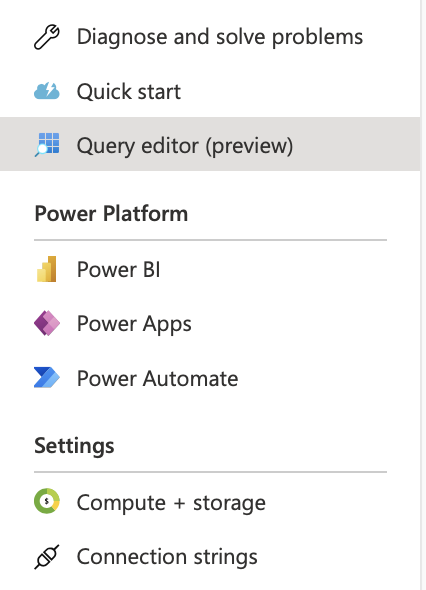 Diagnose and solve problems
Quick start
Query editor (preview)
Power Platform
Power BI
Power Apps
Power Automate
Settings
Compute + storage
Connection strings